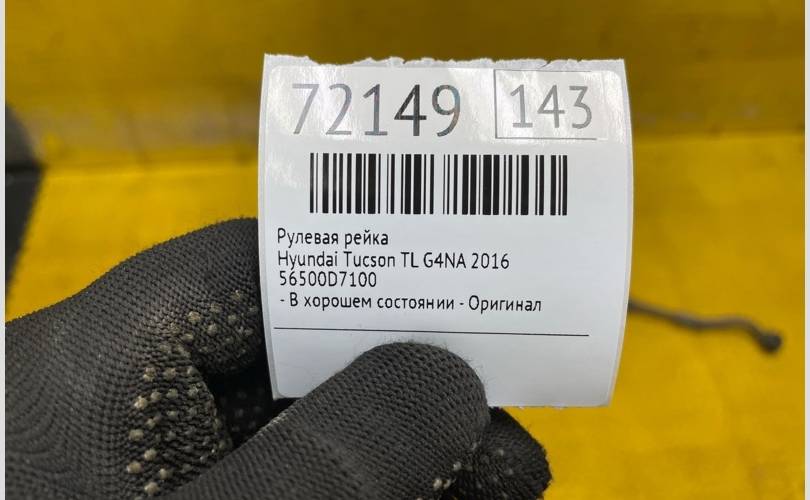 72149 143
Рулевая рейка
Hyundai Tucson TL G4NA 2016
56500D7100
- В хорошем состоянии - Оригинал